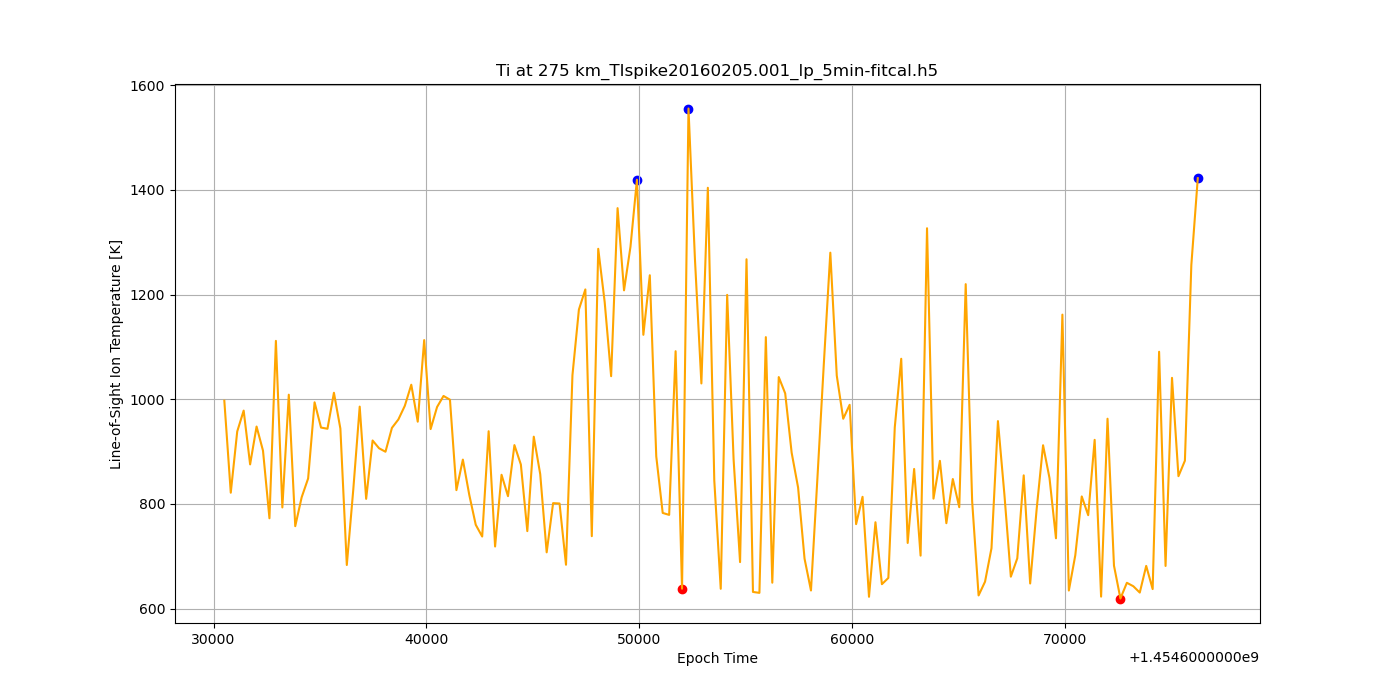 Ti at 275 km_TIspike20160205.001_lp_5min-fitcal.h5
1600
1400
1200
1000
800
600
Line-of-Sight Ion Temperature [K]
30000 40000 50000 60000 70000
Epoch Time
+1.4546000000e9